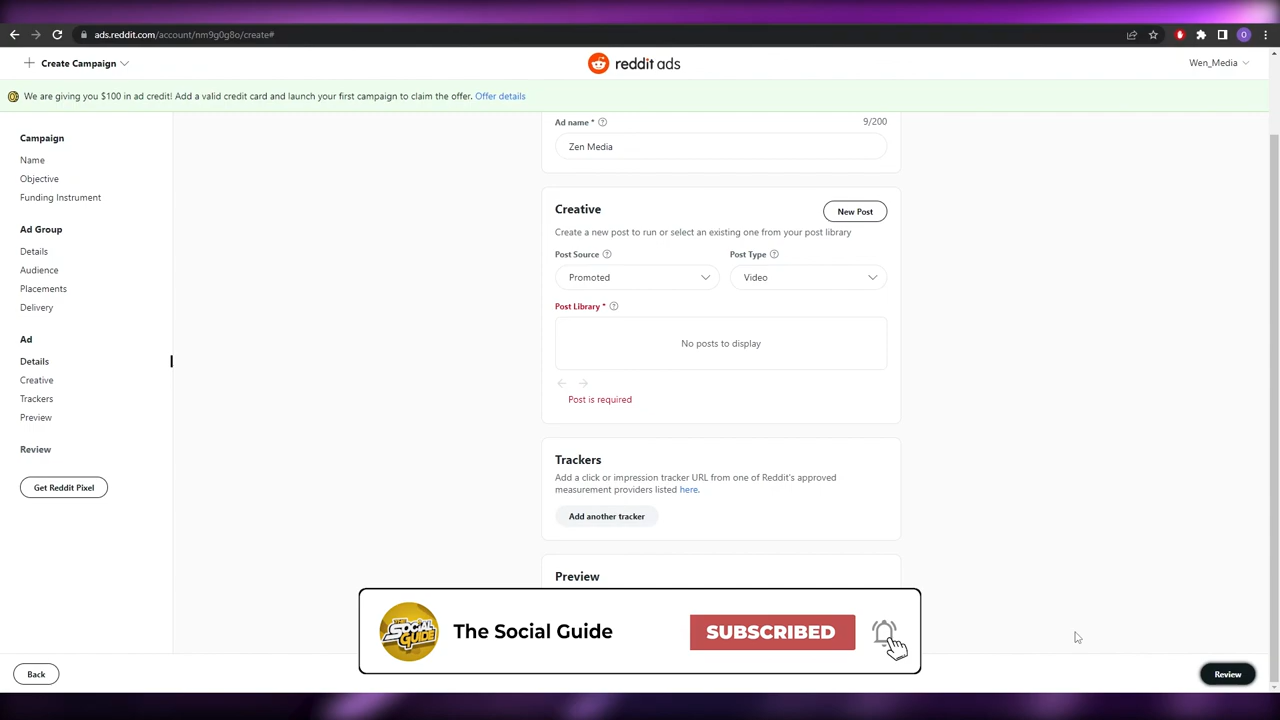 ads.reddit.com/account/nm9g0g8o/create#
O
Create Campaign
reddit ads
Wen_Media
We are giving you $100 in ad credit! Add a valid credit card and launch your first campaign to claim the offer. Offer details
Campaign
Name
Objective
Funding Instrument
Ad Group
Details
Audience
Placements
Delivery
Ad
Details
Creative
Trackers
Preview
Review
Get Reddit Pixel
Ad name * ?
9/200
Zen Media
Creative
New Post
Create a new post to run or select an existing one from your post library
Post Source ?
Post Type ?
Promoted
Video
Post Library * ?
No posts to display
Post is required
Trackers
Add a click or impression tracker URL from one of Reddit's approved
measurement providers listed here.
Add another tracker
Preview
THE SOCIAL GUIDE
The Social Guide
SUBSCRIBED
Back
Review